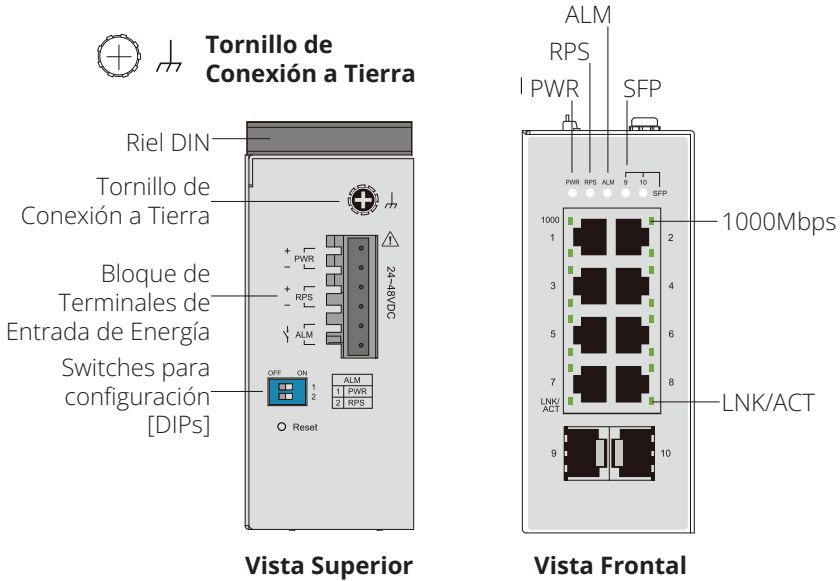 Tornillo de
Conexión a Tierra
Riel DIN
Tornillo de
Conexión a Tierra
Bloque de
Terminales de
Entrada de Energía
Switches para
configuración
[DIPs]
+
PWR
−
+
RPS
−
ALM
24~48VDC
OFF ON
1
2
ALM
1 PWR
2 RPS
Reset
Vista Superior
ALM
RPS
PWR SFP
PWR RPS ALM 9 10 SFP
1000
1000Mbps
1 2
3 4
5 6
7 8
LNK/
ACT
LNK/ACT
9 10
Vista Frontal